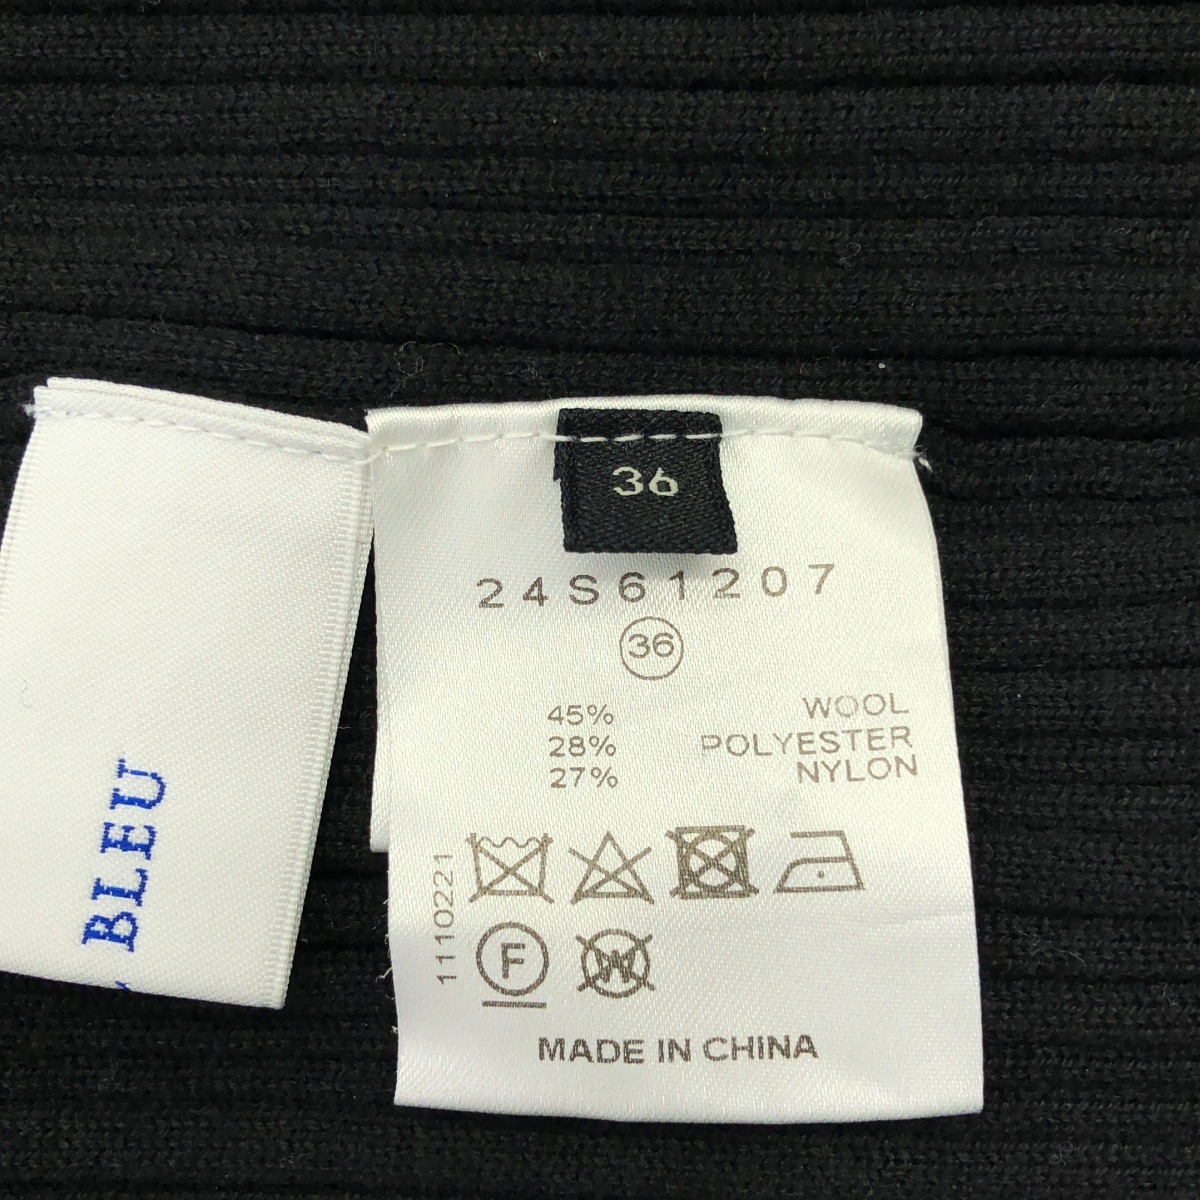 BLEU
36
24S61207
36
45% WOOL
28% POLYESTER
27% NYLON
1110221
F
W
MADE IN CHINA